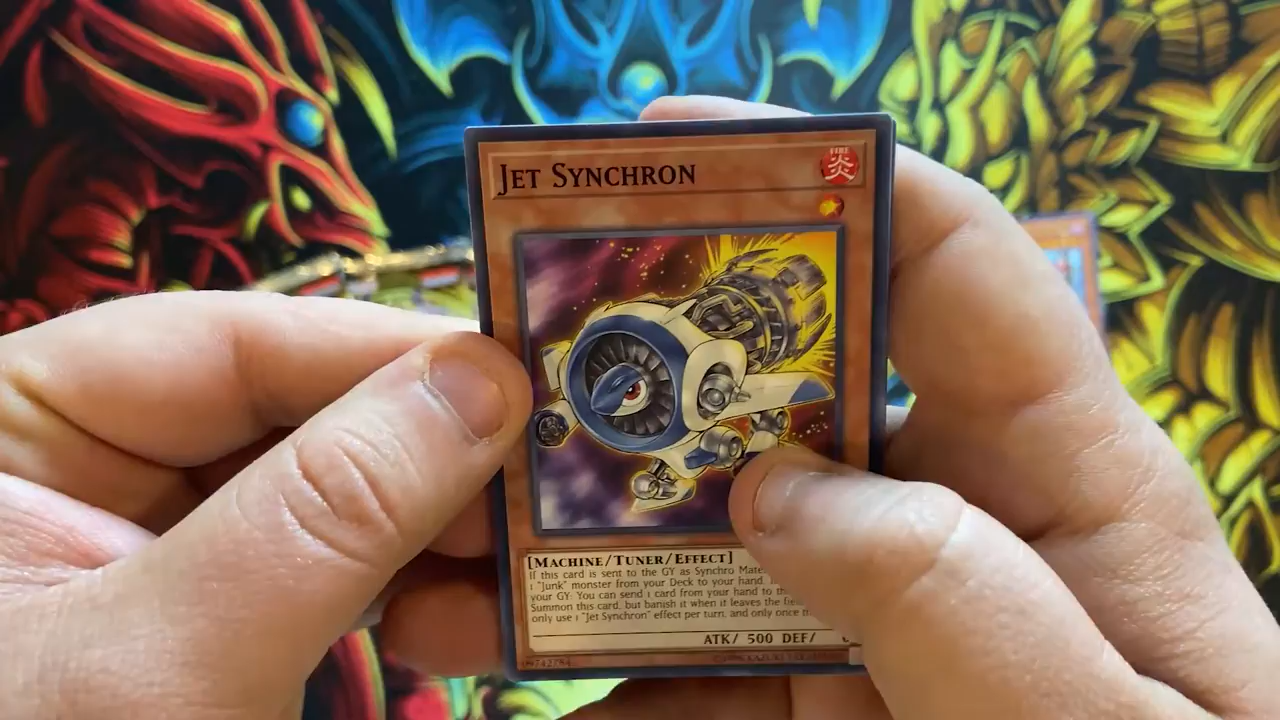 JET SYNCHRON
FIRE
炎
[MACHINE/TUNER/EFFECT]
If this card is sent to the GY as Synchro Mate
1 "Junk" monster from your Deck to your hand.
your GY: You can send 1 card from your hand to the
Summon this card, but banish it when it leaves the fie
only use 1 "Jet Synchron" effect per turn, and only once
ATK/ 500 DEF/